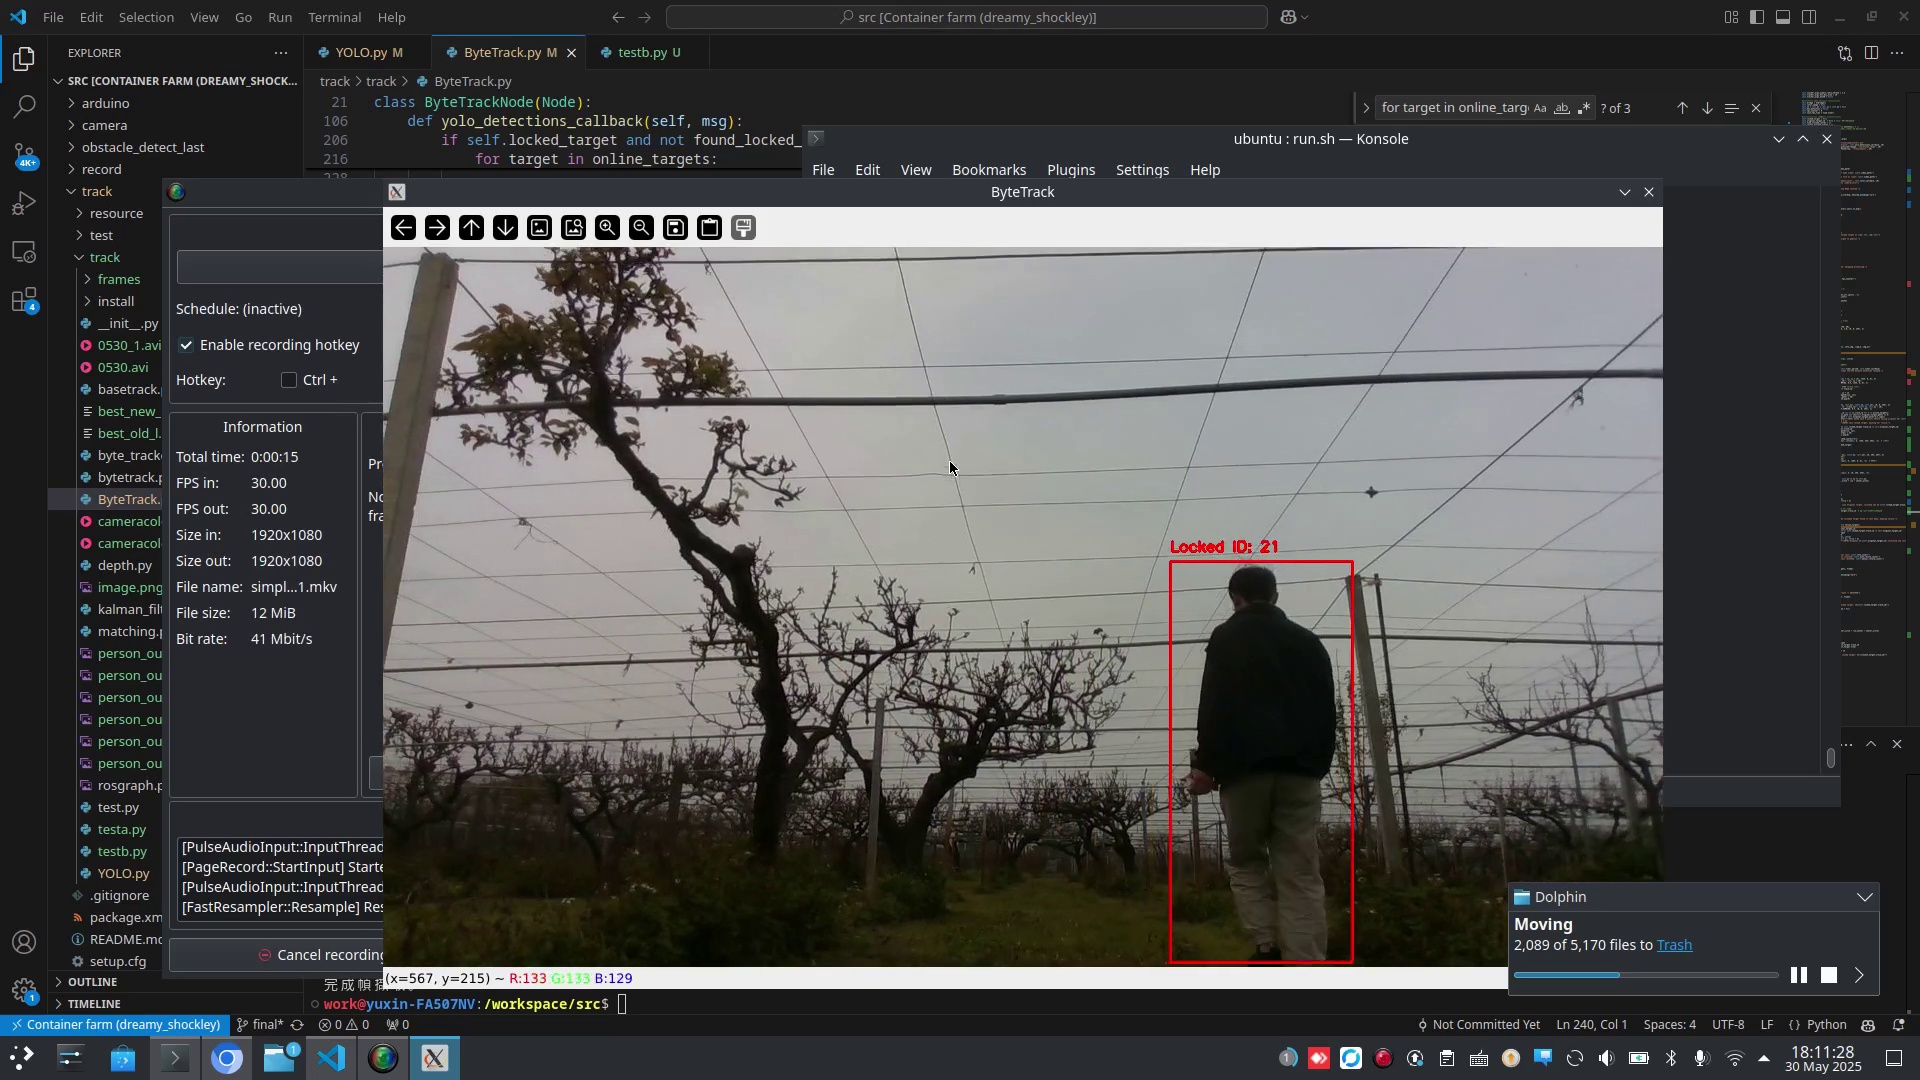 File Edit Selection View Go Run Terminal Help
src [Container farm (dreamy_shockley)]
EXPLORER
SRC [CONTAINER FARM (DREAMY_SHOCK...
arduino
camera
obstacle_detect_last
record
track
resource
test
track
frames
install
__init__.py
0530_1.avi
0530.avi
basetrack.
best_new_
best_old_l.
byte_track
bytetrack.p
ByteTrack.
cameracol
cameracol
depth.py
image.png
kalman_filt
matching.p
person_ou
person_ou
person_ou
person_ou
person_ou
person_ou
rosgraph.p
test.py
testa.py
testb.py
YOLO.py
.gitignore
package.xm
README.md
setup.cfg
OUTLINE
TIMELINE
4K+
4
1
YOLO.py M
ByteTrack.py M
testb.py U
track > track > ByteTrack.py
21 class ByteTrackNode(Node):
106 def yolo_detections_callback(self, msg):
206 if self.locked_target and not found_locked_
216 for target in online_targets:
for target in online_targ Aa ab ? of 3
ubuntu : run.sh — Konsole
File Edit View Bookmarks Plugins Settings Help
Schedule: (inactive)
Enable recording hotkey
Hotkey: Ctrl +
Information
Total time: 0:00:15
FPS in: 30.00
FPS out: 30.00
Size in: 1920x1080
Size out: 1920x1080
File name: simpl...1.mkv
File size: 12 MiB
Bit rate: 41 Mbit/s
Pr
No
fra
[PulseAudioInput::InputThread
[PageRecord::StartInput] Starte
[PulseAudioInput::InputThread
[FastResampler::Resample] Res
Cancel recording
ByteTrack
Locked ID: 21
(x=567, y=215) ~ R:133 G:133 B:129
work@yuxin-FA507NV:/workspace/src$
Dolphin
Moving
2,089 of 5,170 files to Trash
Container farm (dreamy_shockley) final* 0 0 0
Not Committed Yet Ln 240, Col 1 Spaces: 4 UTF-8 LF {} Python
1
1
18:11:28
30 May 2025